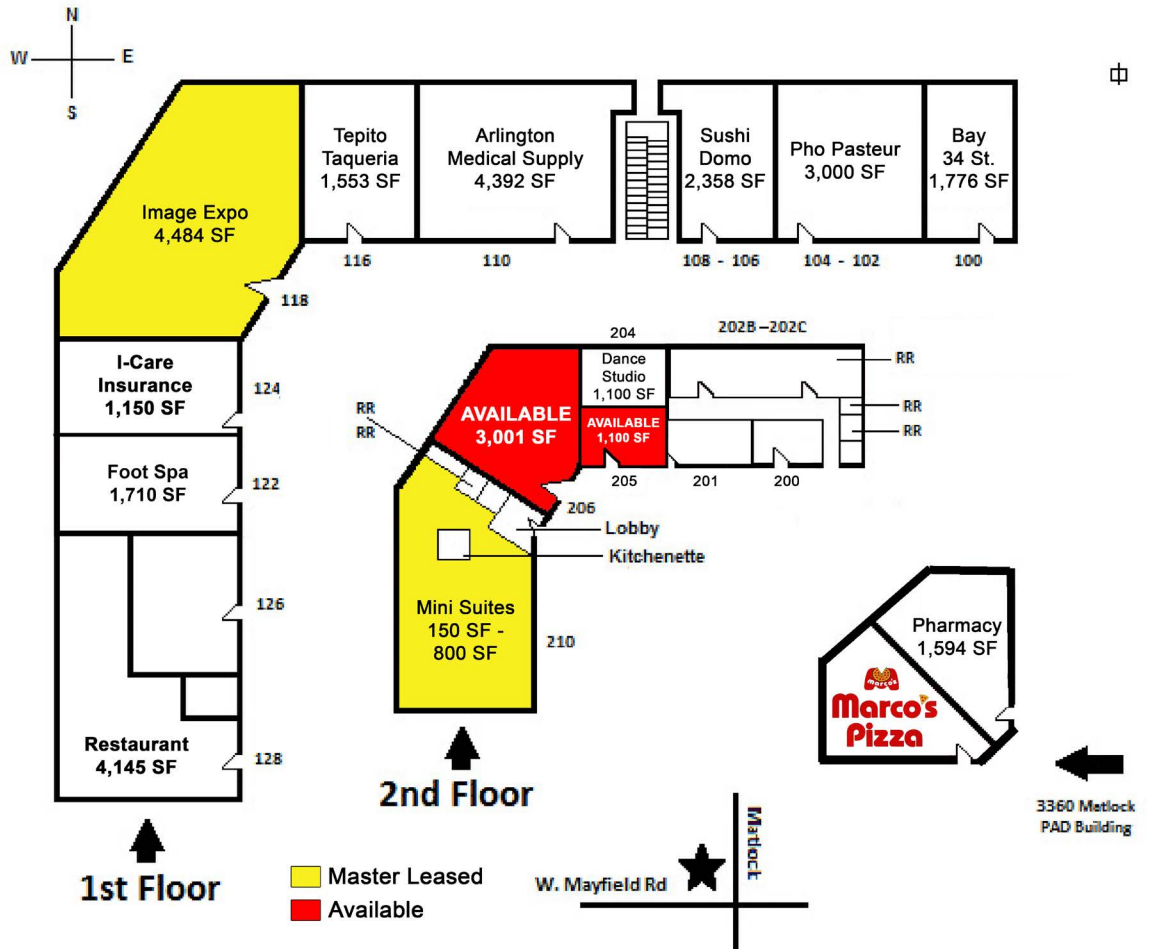 N
W E
S
Image Expo
4,484 SF
Tepito
Taqueria
1,553 SF
Arlington
Medical Supply
4,392 SF
Sushi
Domo
2,358 SF
Pho Pasteur
3,000 SF
Bay
34 St.
1,776 SF
116
110
108 - 106
104 - 102
100
118
I-Care
Insurance
1,150 SF
124
Foot Spa
1,710 SF
122
126
Restaurant
4,145 SF
128
1st Floor
204
202B-202C
Dance
Studio
1,100 SF
RR
RR
RR
RR
RR
AVAILABLE
3,001 SF
AVAILABLE
1,100 SF
205
201
200
206
Lobby
Kitchenette
Mini Suites
150 SF -
800 SF
210
2nd Floor
Pharmacy
1,594 SF
Marco's
Marco's
Pizza
3360 Matlock
PAD Building
Master Leased
Available
W. Mayfield Rd
Matlock